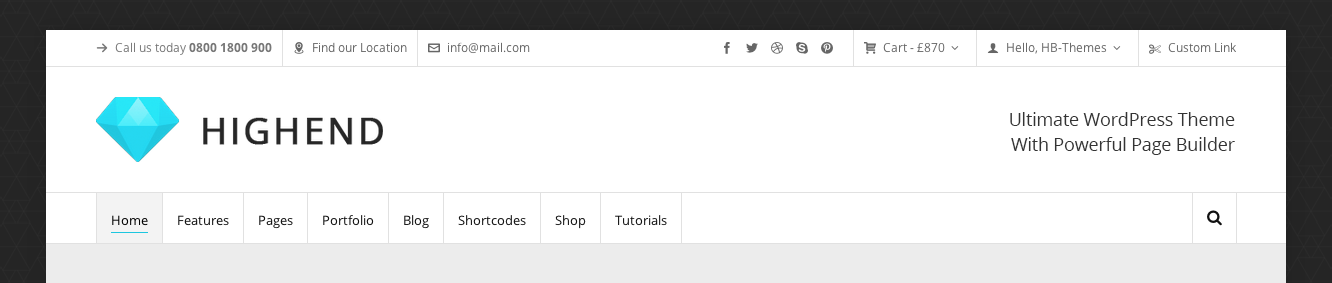 Call us today 0800 1800 900 Find our Location info@mail.com Cart - £870 Hello, HB-Themes Custom Link
HIGHEND
Ultimate WordPress Theme
With Powerful Page Builder
Home Features Pages Portfolio Blog Shortcodes Shop Tutorials